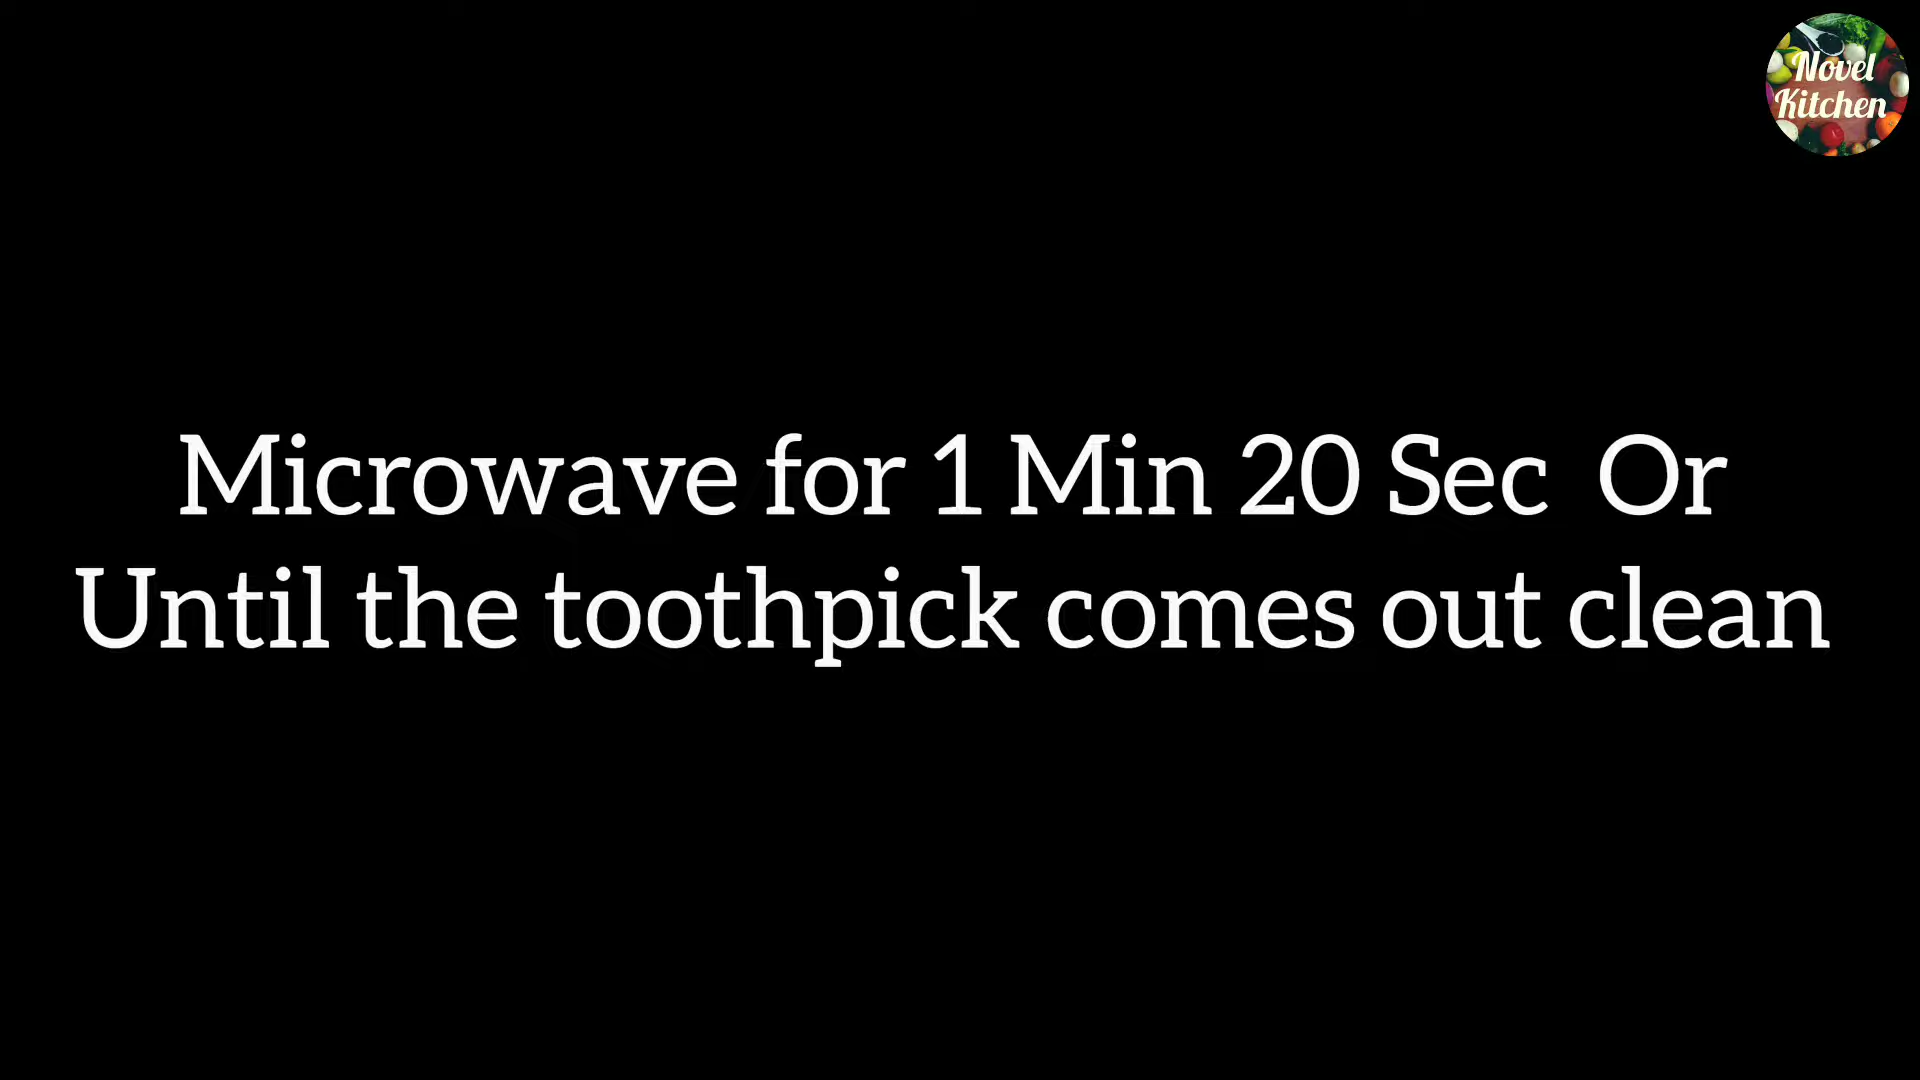 Novel
Kitchen
Microwave for 1 Min 20 Sec  Or
Until the toothpick comes out clean